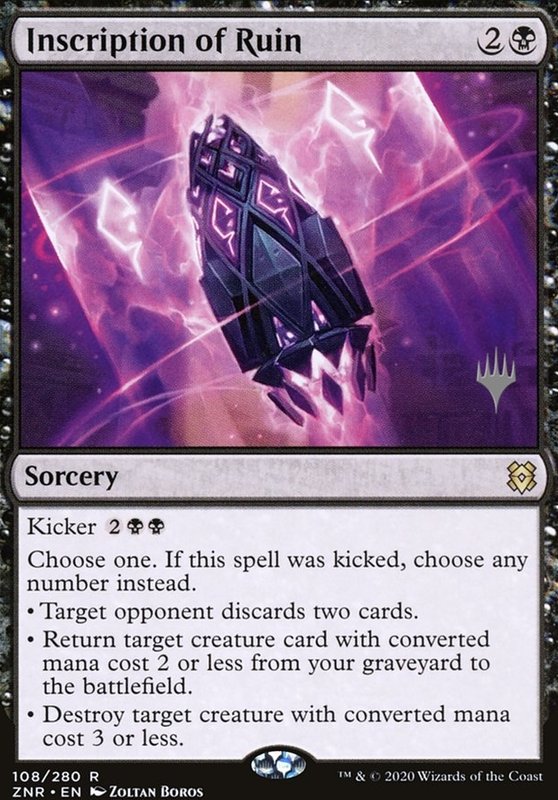 Inscription of Ruin 2
Sorcery
Kicker 2
Choose one. If this spell was kicked, choose any
number instead.
• Target opponent discards two cards.
• Return target creature card with converted
mana cost 2 or less from your graveyard to
the battlefield.
• Destroy target creature with converted mana
cost 3 or less.
108/280 R
ZNR • EN Zoltan Boros
™ & © 2020 Wizards of the Coast